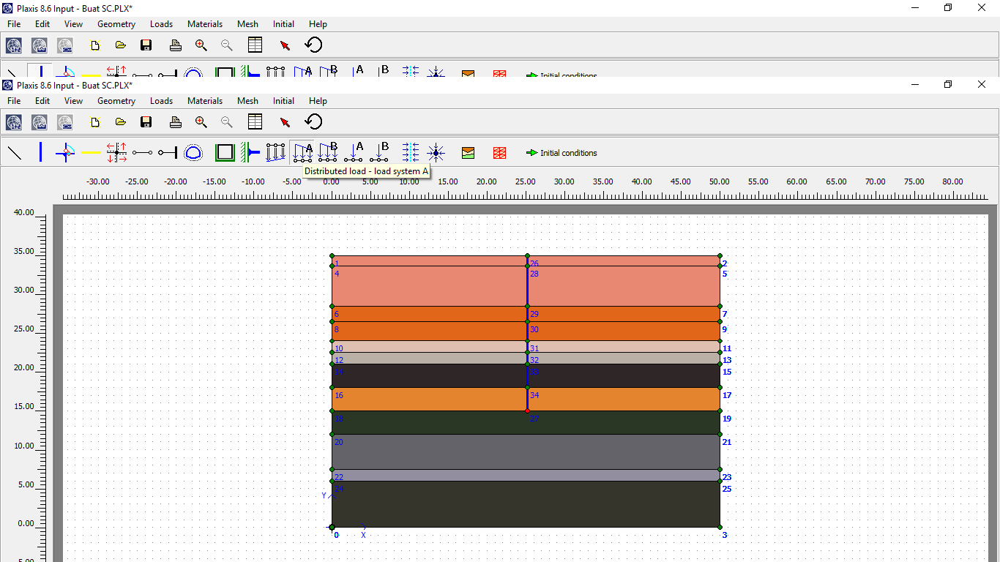 Plaxis 8.6 Input - Buat SC.PLX*
File Edit View Geometry Loads Materials Mesh Initial Help
A B A B Initial conditions
Plaxis 8.6 Input - Buat SC.PLX*
File Edit View Geometry Loads Materials Mesh Initial Help
A B A B Initial conditions
Distributed load - load system A
-30.00 -25.00 -20.00 -15.00 -10.00 -5.00 0.00 5.00 10.00 15.00 20.00 25.00 30.00 35.00 40.00 45.00 50.00 55.00 60.00 65.00 70.00 75.00 80.00
40.00
35.00
1 26 2
4 28 5
30.00
6 29 7
25.00
8 30 9
10 31 11
12 32 13
20.00
14 33 15
16 34 17
15.00
18 27 19
20 21
10.00
22 23
5.00
24 25
Y
0.00
0 X 3
-5.00